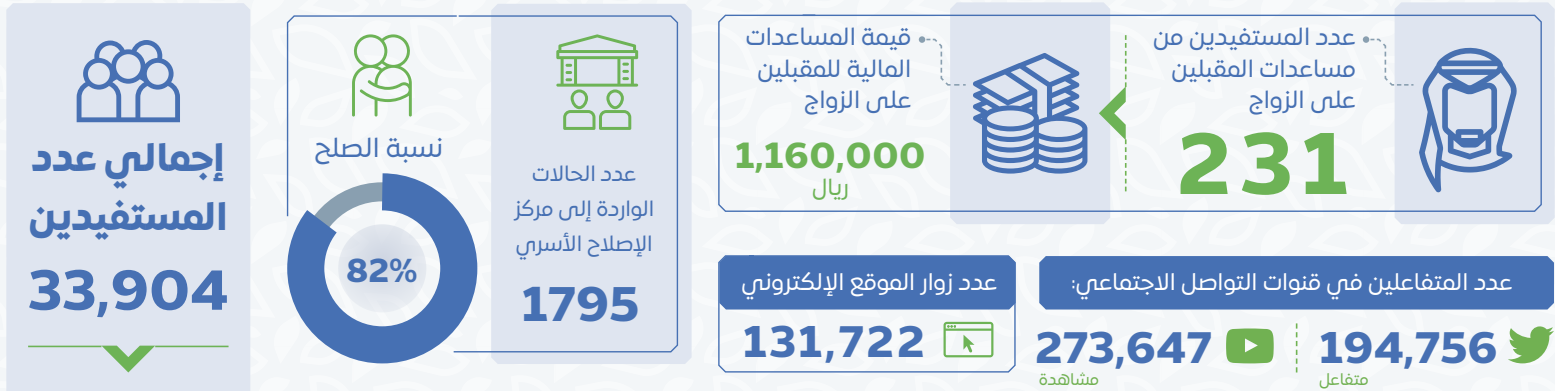 عدد المستفيدين من
مساعدات المقبلين
على الزواج
231
قيمة المساعدات
المالية للمقبلين
على الزواج
1,160,000
ريال
عدد المتفاعلين في قنوات التواصل الاجتماعي:
194,756
متفاعل
273,647
مشاهدة
عدد زوار الموقع الإلكتروني
131,722
عدد الحالات
الواردة إلى مركز
الإصلاح الأسري
1795
نسبة الصلح
82%
إجمالي عدد
المستفيدين
33,904